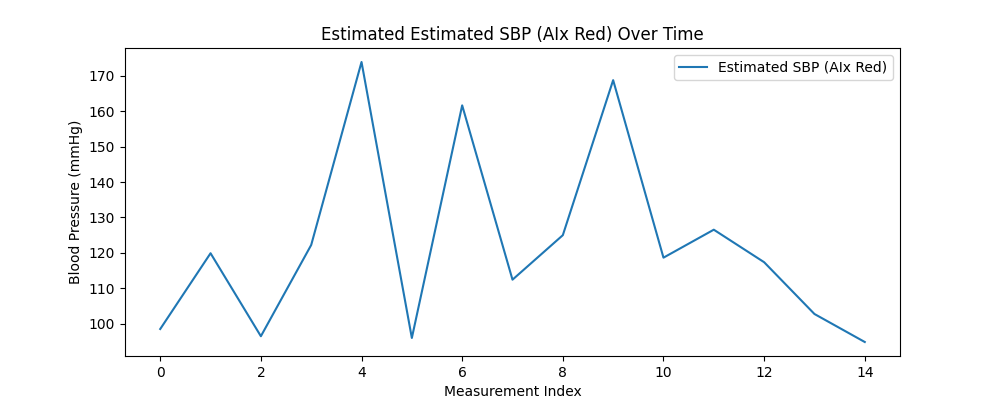 Estimated Estimated SBP (AIx Red) Over Time
Estimated SBP (AIx Red)
Blood Pressure (mmHg)
170
160
150
140
130
120
110
100
0 2 4 6 8 10 12 14
Measurement Index